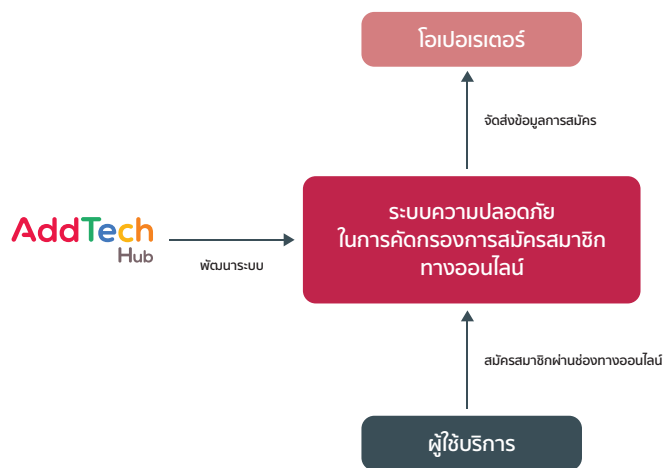 โอเปอเรเตอร์
จัดส่งข้อมูลการสมัคร
ระบบความปลอดภัย
ในการคัดกรองการสมัครสมาชิก
ทางออนไลน์
AddTech
Hub
พัฒนาระบบ
สมัครสมาชิกผ่านช่องทางออนไลน์
ผู้ใช้บริการ